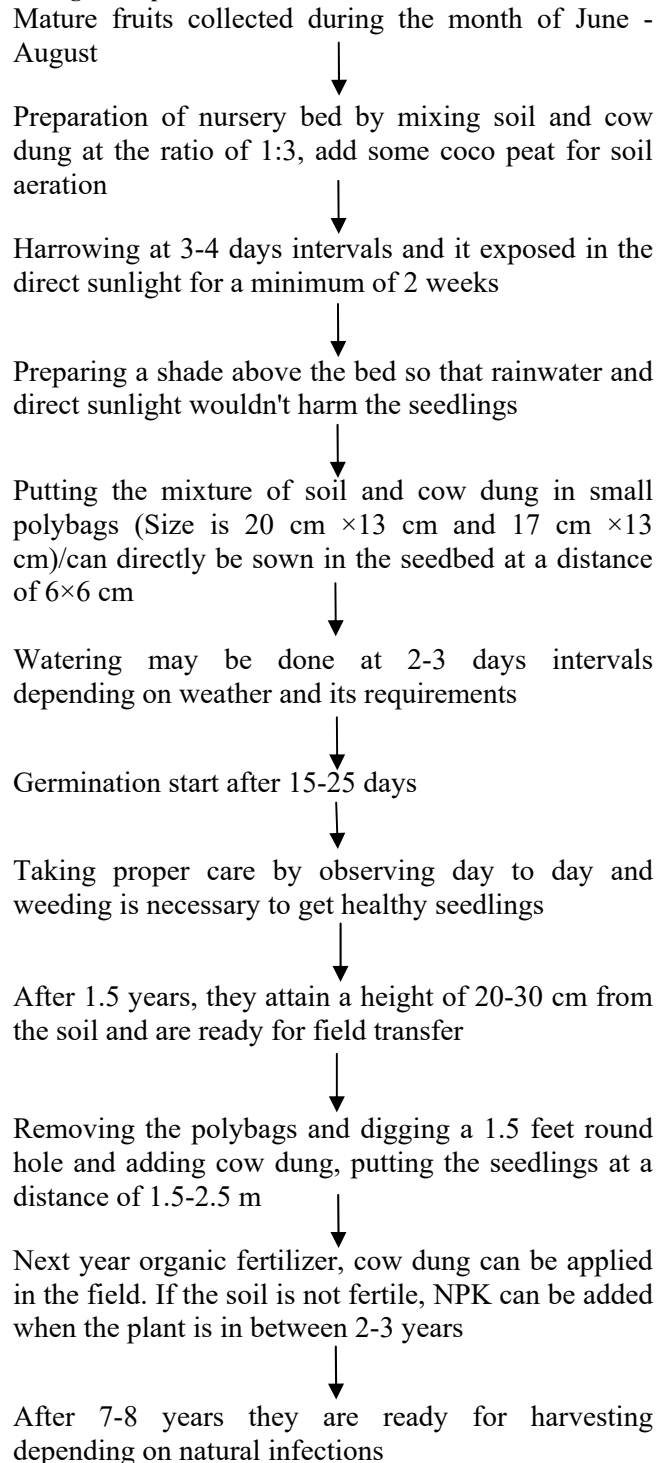 Mature fruits collected during the month of June -
August
Preparation of nursery bed by mixing soil and cow
dung at the ratio of 1:3, add some coco peat for soil
aeration
Harrowing at 3-4 days intervals and it exposed in the
direct sunlight for a minimum of 2 weeks
Preparing a shade above the bed so that rainwater and
direct sunlight wouldn't harm the seedlings
Putting the mixture of soil and cow dung in small
polybags (Size is 20 cm ×13 cm and 17 cm ×13
cm)/can directly be sown in the seedbed at a distance
of 6×6 cm
Watering may be done at 2-3 days intervals
depending on weather and its requirements
Germination start after 15-25 days
Taking proper care by observing day to day and
weeding is necessary to get healthy seedlings
After 1.5 years, they attain a height of 20-30 cm from
the soil and are ready for field transfer
Removing the polybags and digging a 1.5 feet round
hole and adding cow dung, putting the seedlings at a
distance of 1.5-2.5 m
Next year organic fertilizer, cow dung can be applied
in the field. If the soil is not fertile, NPK can be added
when the plant is in between 2-3 years
After 7-8 years they are ready for harvesting
depending on natural infections